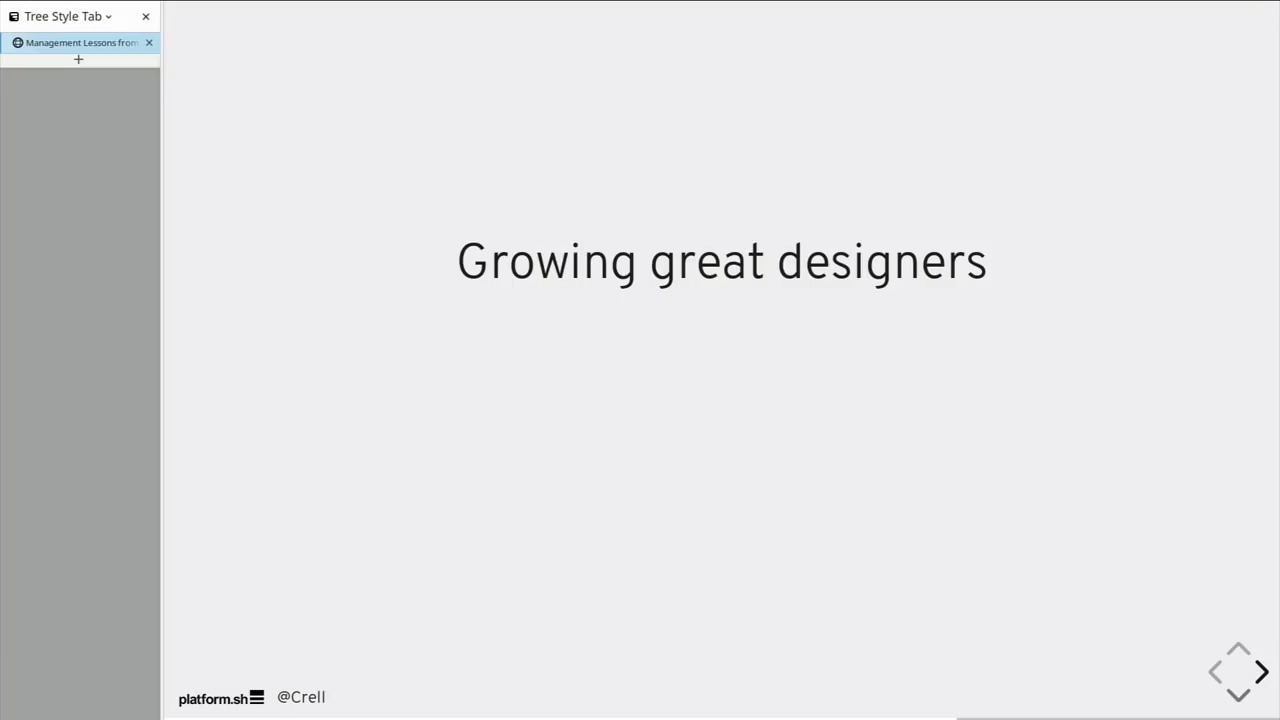 Tree Style Tab
Management Lessons from
Growing great designers
platform.sh
@Crell